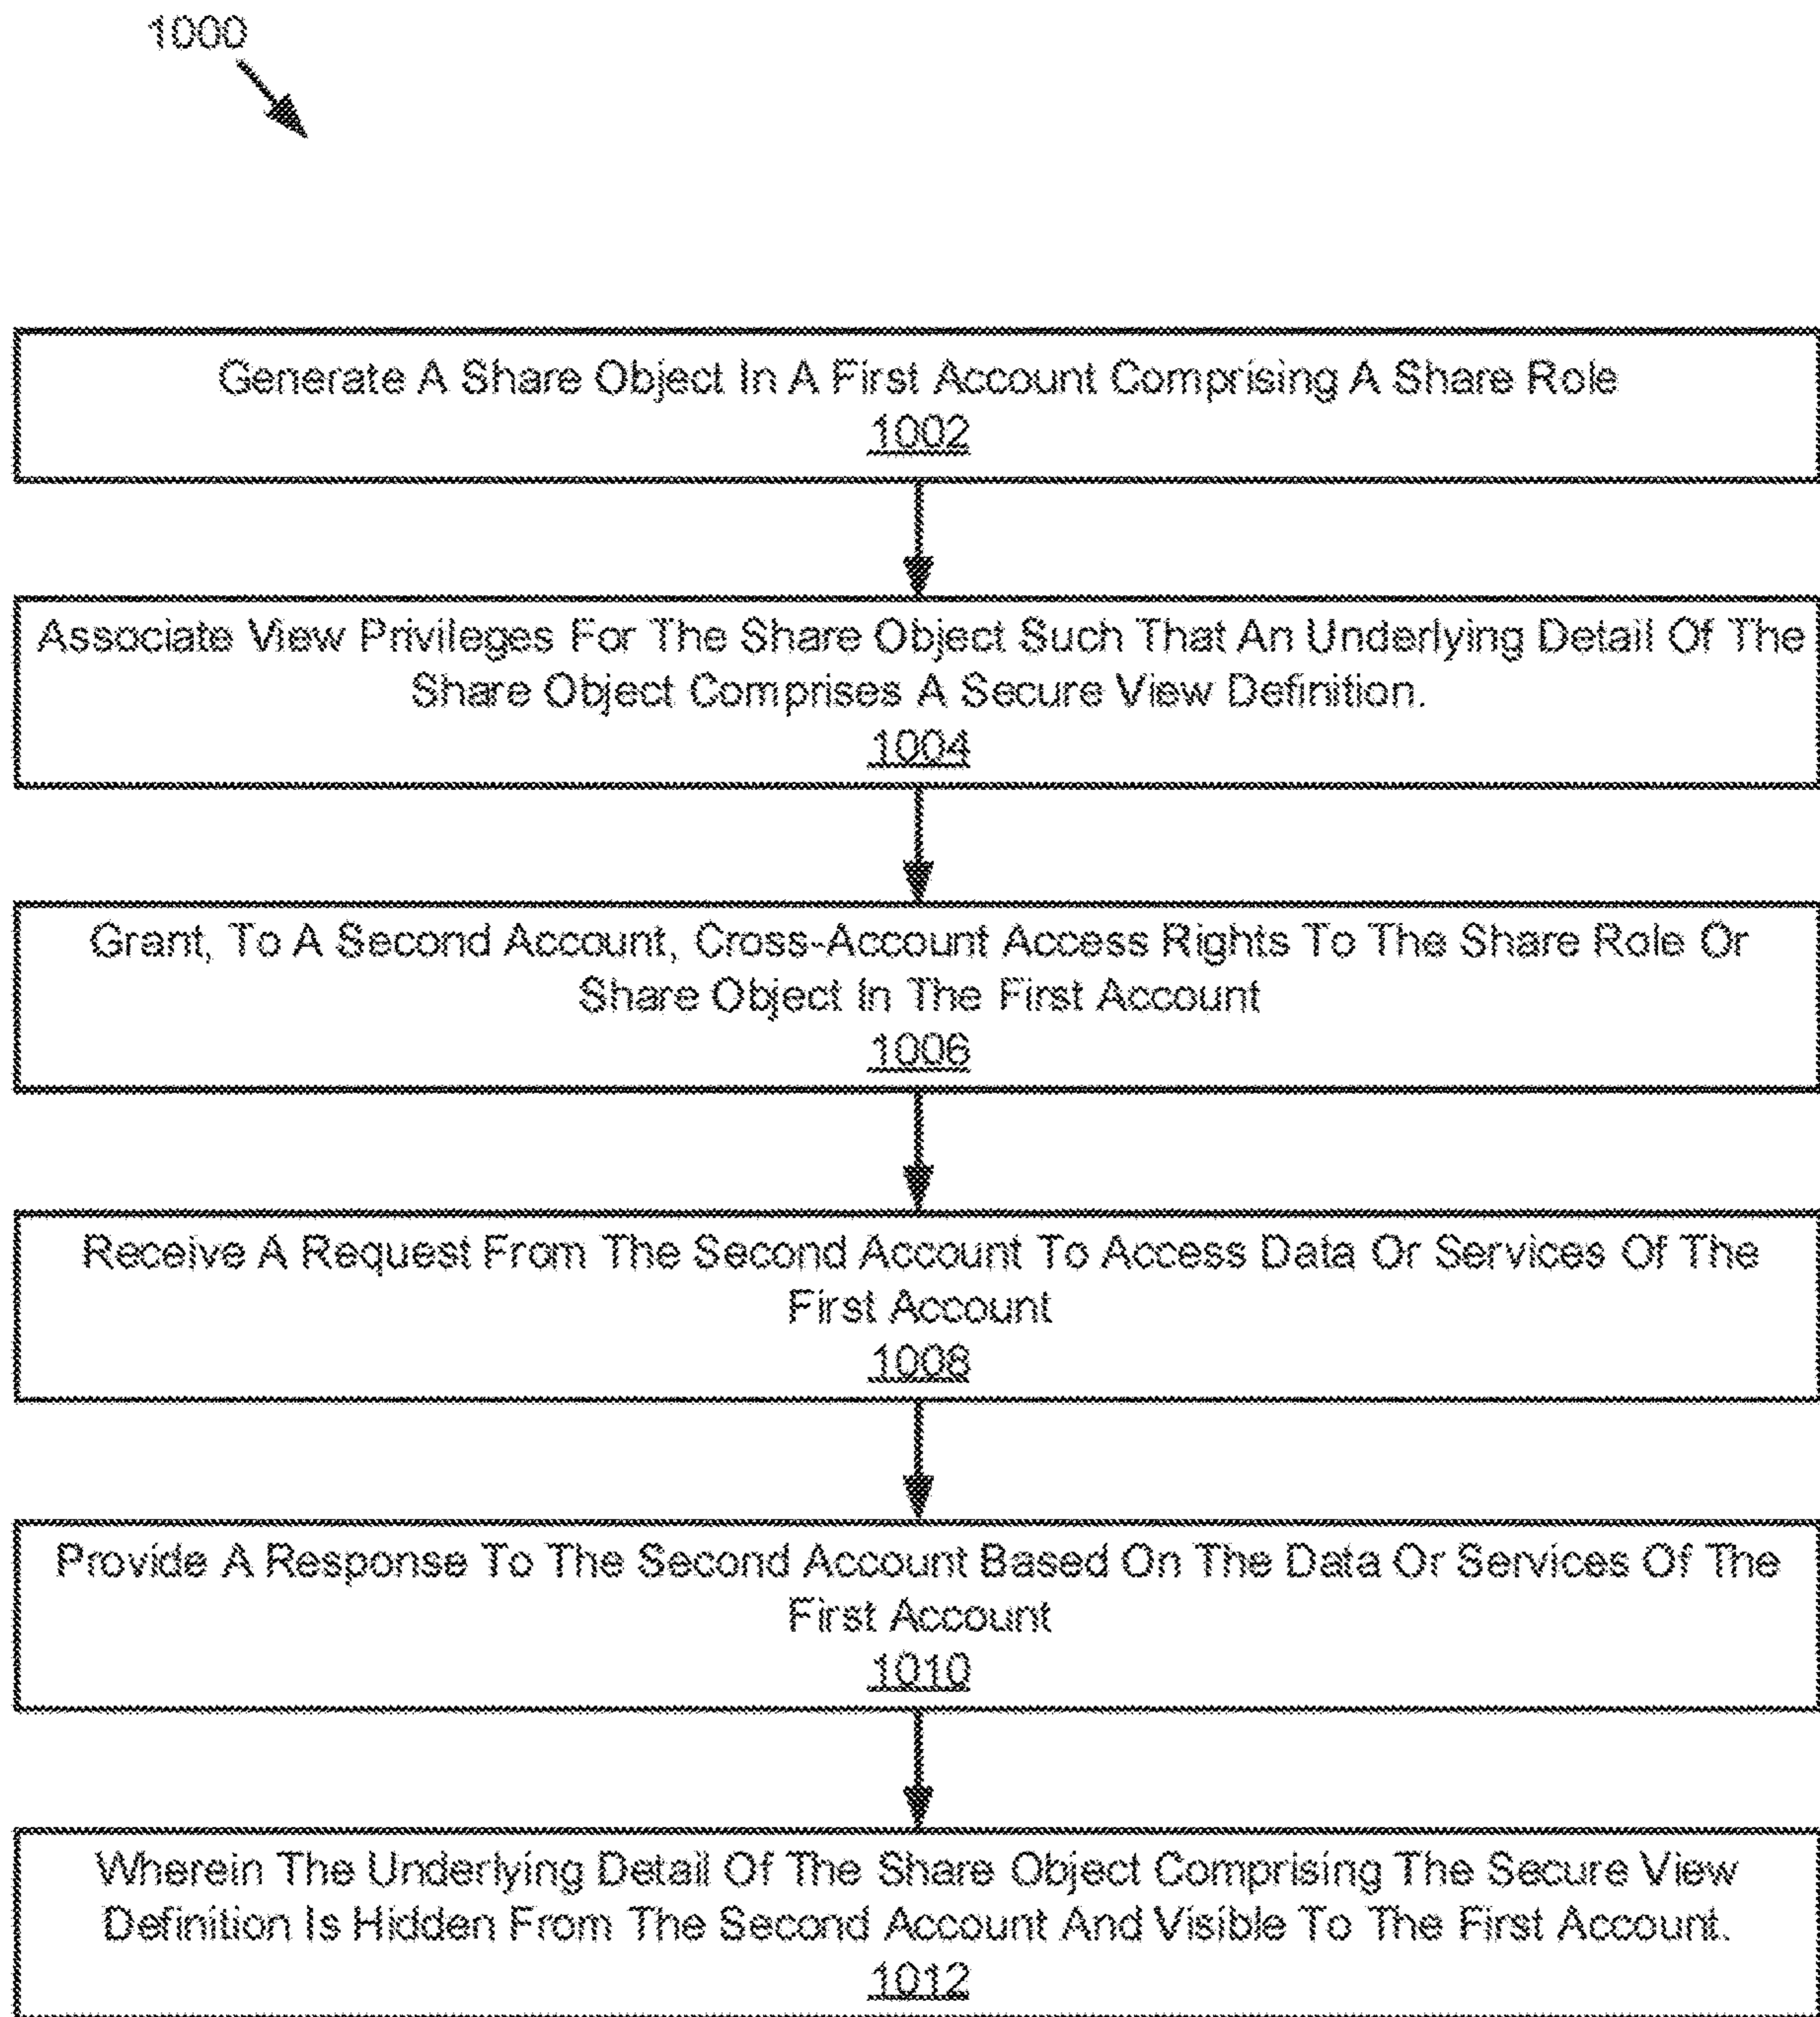 1000
Generate A Share Object In A First Account Comprising A Share Role
1002
Associate View Privileges For The Share Object Such That An Underlying Detail Of The
Share Object Comprises A Secure View Definition.
1004
Grant, To A Second Account, Cross-Account Access Rights To The Share Role Or
Share Object In The First Account
1006
Receive A Request From The Second Account To Access Data Or Services Of The
First Account
1008
Provide A Response To The Second Account Based On The Data Or Services Of The
First Account
1010
Wherein The Underlying Detail Of The Share Object Comprising The Secure View
Definition Is Hidden From The Second Account And Visible To The First Account.
1012